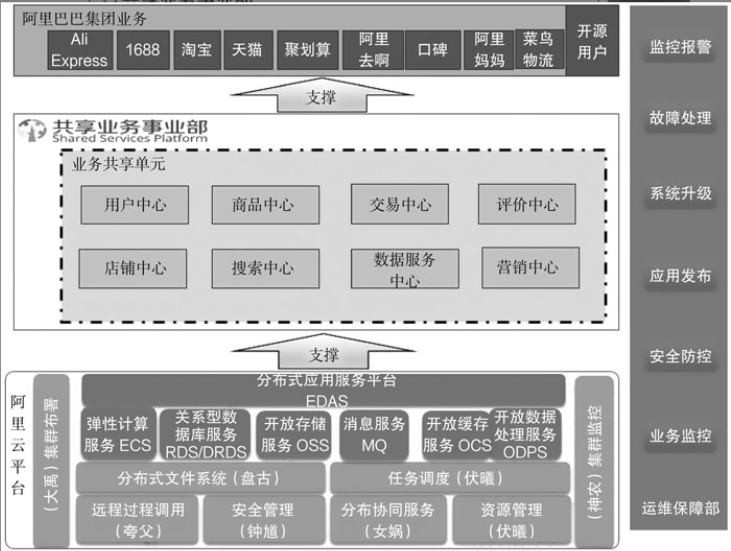 阿里巴巴集团业务
Ali
Express
1688
淘宝
天猫
聚划算
阿里
去啊
口碑
阿里
妈妈
菜鸟
物流
开源
用户
支撑
共享业务事业部
Shared Services Platform
业务共享单元
用户中心
商品中心
交易中心
评价中心
店铺中心
搜索中心
数据服务
中心
营销中心
支撑
阿里云平台
(大禹)集群布署
分布式应用服务平台
EDAS
弹性计算
服务 ECS
关系型数
据库服务
RDS/DRDS
开放存储
服务 OSS
消息服务
MQ
开放缓存
服务 OCS
开放数据
处理服务
ODPS
分布式文件系统(盘古)
任务调度(伏曦)
远程过程调用
(夸父)
安全管理
(钟馗)
分布协同服务
(女娲)
资源管理
(伏曦)
(神农)集群监控
监控报警
故障处理
系统升级
应用发布
安全防控
业务监控
运维保障部